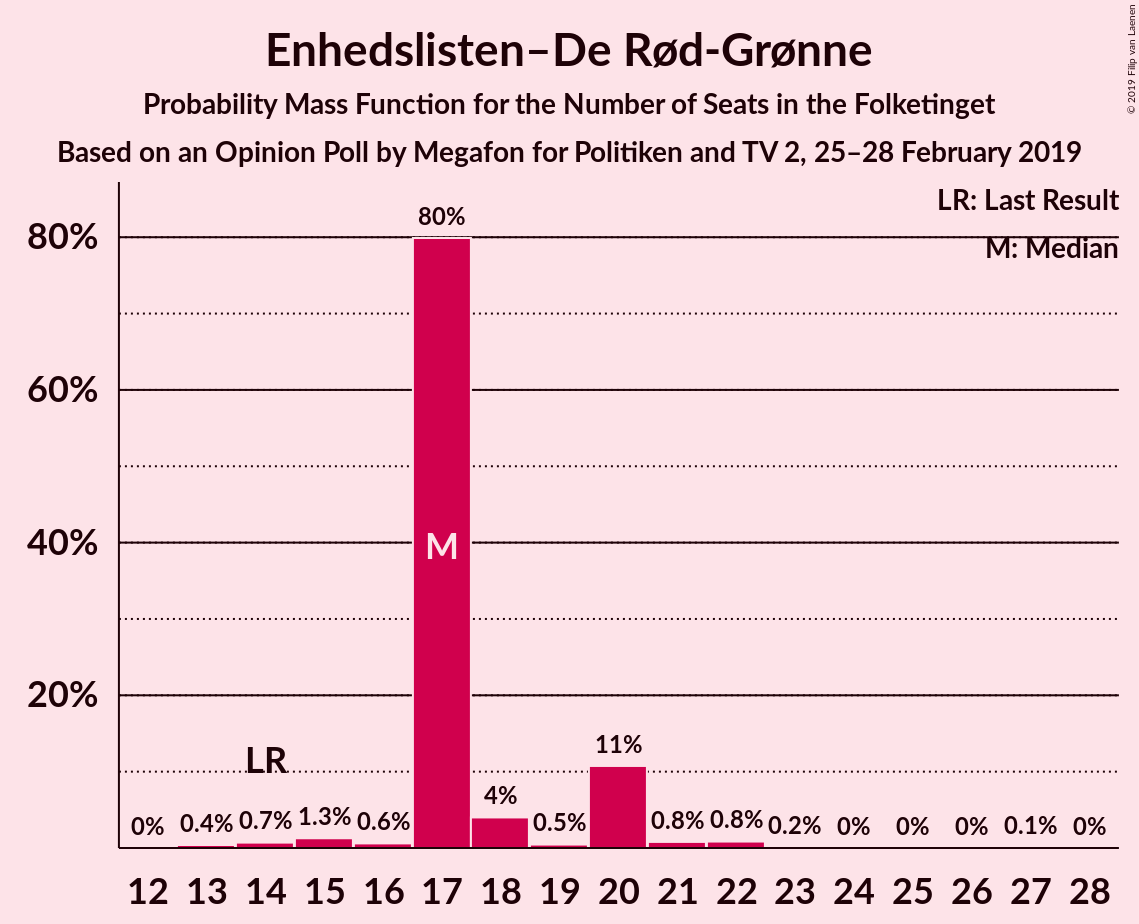 Enhedslisten–De Rød-Grønne
Probability Mass Function for the Number of Seats in the Folketinget
Based on an Opinion Poll by Megafon for Politiken and TV 2, 25–28 February 2019
© 2019 Filip van Laenen
LR: Last Result
M: Median
80%
80%
60%
40%
20%
M
LR
0% 0.4% 0.7% 1.3% 0.6% 4% 0.5% 11% 0.8% 0.8% 0.2% 0% 0% 0% 0.1% 0%
12 13 14 15 16 17 18 19 20 21 22 23 24 25 26 27 28